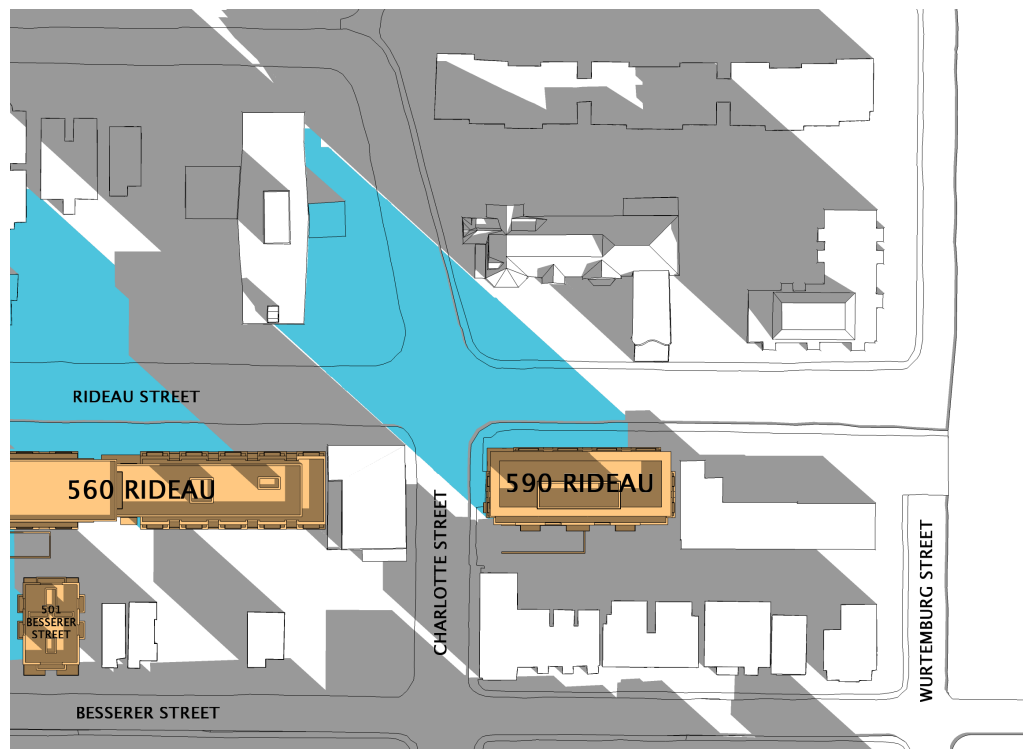 RIDEAU STREET
560 RIDEAU
590 RIDEAU
CHARLOTTE STREET
WURTEMBURG STREET
501
BESSERER
STREET
BESSERER STREET